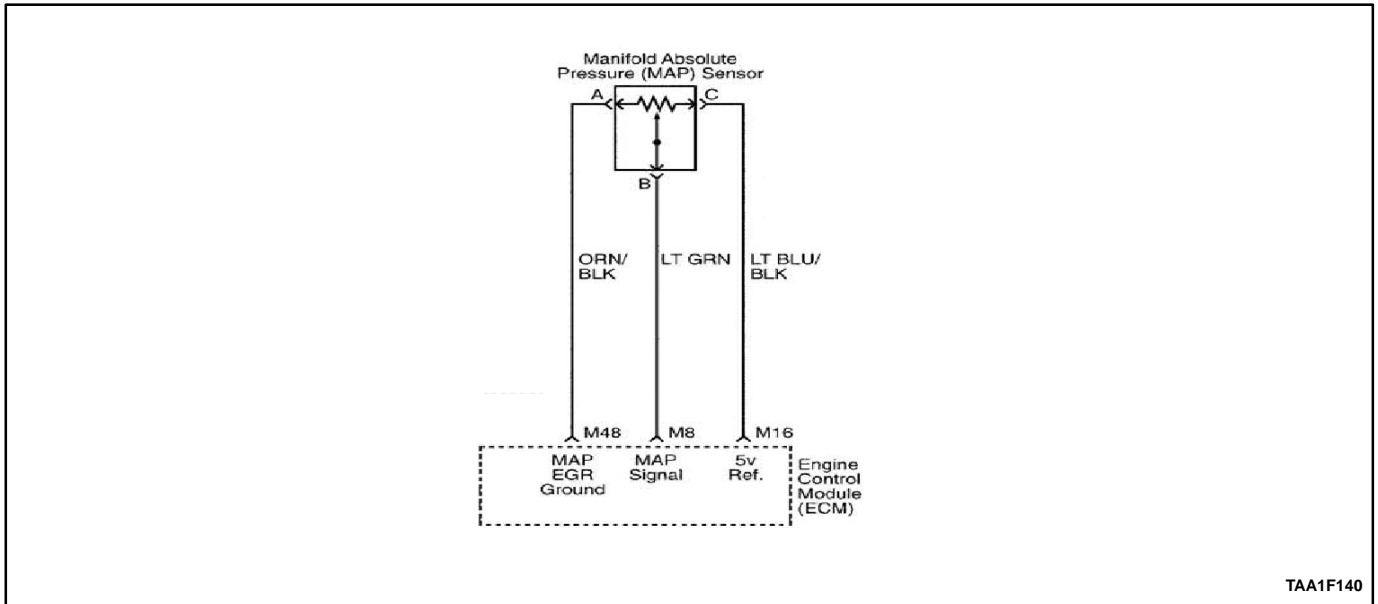 Manifold Absolute
Pressure (MAP) Sensor
A
C
B
ORN/
BLK
LT GRN
LT BLU/
BLK
M48
M8
M16
MAP
EGR
Ground
MAP
Signal
5v
Ref.
Engine
Control
Module
(ECM)
TAA1F140